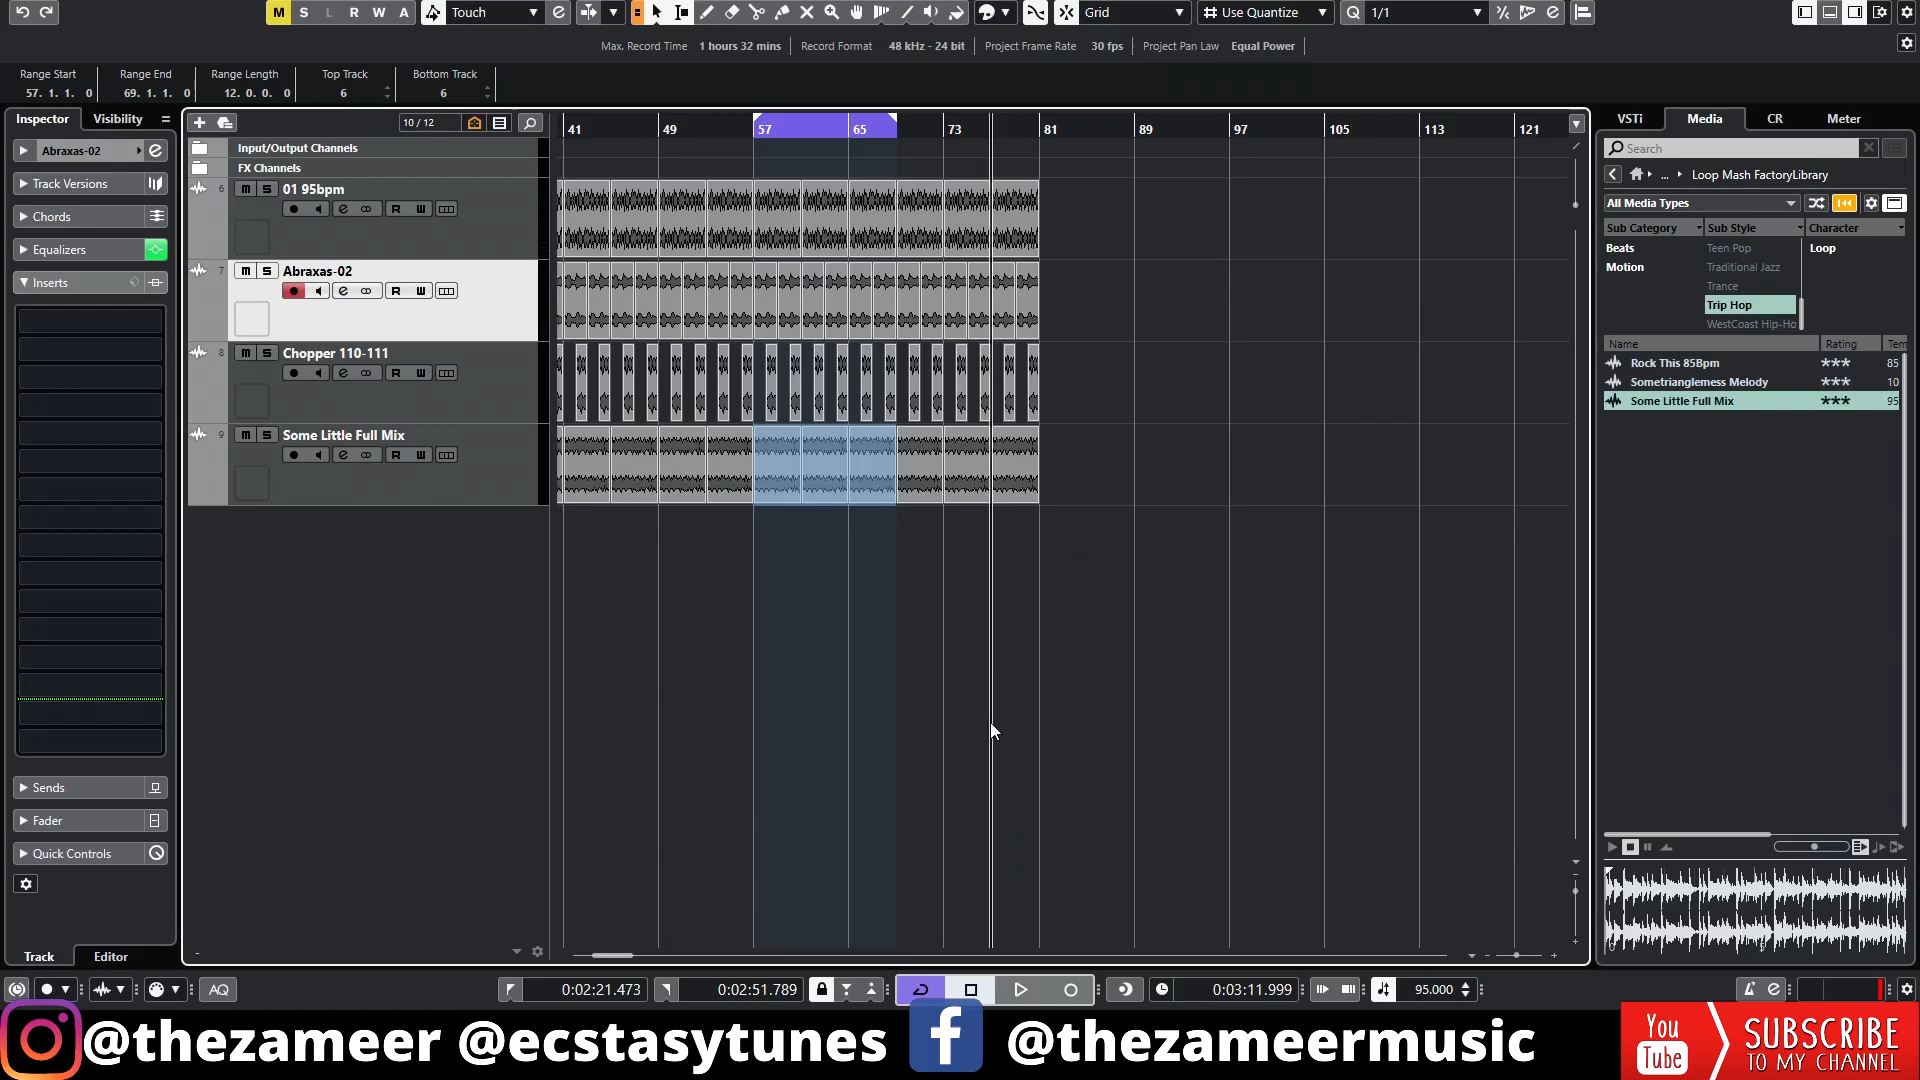 M S L R W A Touch Grid Use Quantize 1/1
Max. Record Time 1 hours 32 mins Record Format 48 kHz - 24 bit Project Frame Rate 30 fps Project Pan Law Equal Power
Range Start Range End Range Length Top Track Bottom Track
57. 1. 1. 0 69. 1. 1. 0 12. 0. 0. 0 6 6
Inspector Visibility
10 / 12
41 49 57 65 73 81 89 97 105 113 121
VSTi Media CR Meter
Abraxas-02
Track Versions
Chords
Equalizers
Inserts
Sends
Fader
Quick Controls
Track Editor
Input/Output Channels
FX Channels
6 m S 01 95bpm
R W
7 m S Abraxas-02
R W
8 m S Chopper 110-111
R W
9 m S Some Little Full Mix
R W
Search
... Loop Mash FactoryLibrary
All Media Types
Sub Category Sub Style Character
Beats Teen Pop Loop
Motion Traditional Jazz
Trance
Trip Hop
WestCoast Hip-Ho
Name Rating Tem
Rock This 85Bpm *** 85
Sometrianglemess Melody *** 10
Some Little Full Mix *** 95
AQ 0:02:21.473 0:02:51.789 0:03:11.999 95.000
@thezameer @ecstasytunes f @thezameermusic
You Tube
SUBSCRIBE
TO MY CHANNEL